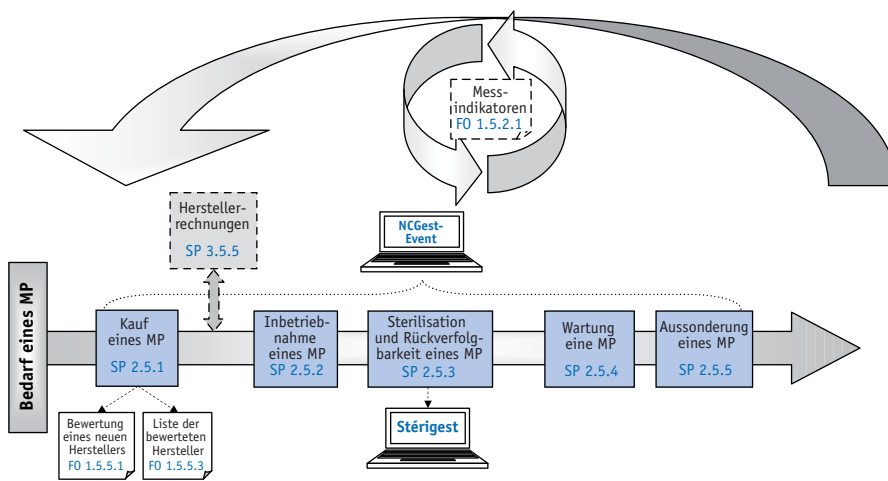 Mess-
indikatoren
FO 1.5.2.1
Hersteller-
rechnungen
SP 3.5.5
NCGest-
Event
Bedarf eines MP
Kauf
eines MP
SP 2.5.1
Inbetrieb-
nahme
eines MP
SP 2.5.2
Sterilisation
und Rückverfolg-
barkeit eines MP
SP 2.5.3
Wartung
eine MP
SP 2.5.4
Aussonderung
eines MP
SP 2.5.5
Bewertung
eines neuen
Herstellers
FO 1.5.5.1
Liste der
bewerteten
Hersteller
FO 1.5.5.3
Stérigest